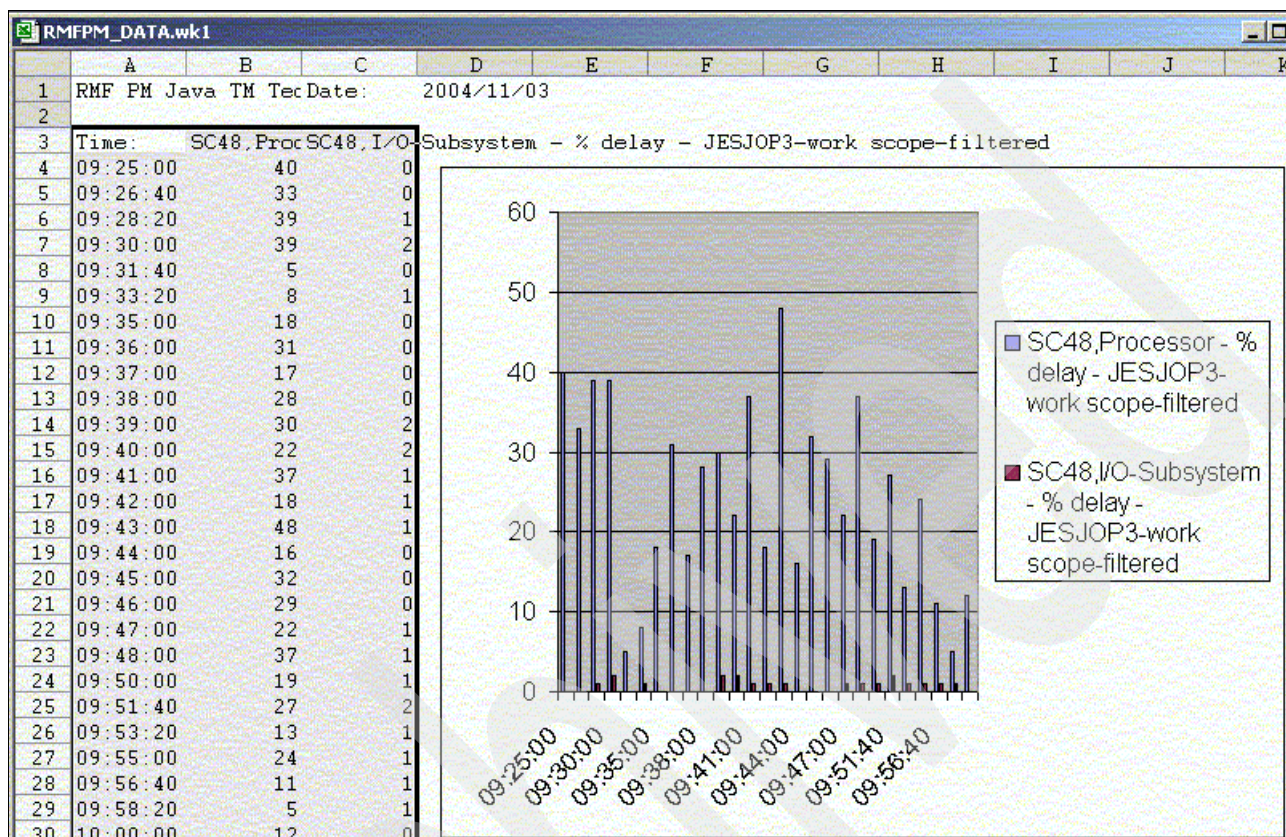 RMFPM_DATA.wk1
A B C D E F G H I J K
1 RMF PM Java TM Tec Date: 2004/11/03
2
3 Time: SC48,Proc SC48,I/O-Subsystem - % delay - JESJOP3-work scope-filtered
4 09:25:00 40 0
5 09:26:40 33 0
6 09:28:20 39 1
7 09:30:00 39 2
8 09:31:40 5 0
9 09:33:20 8 1
10 09:35:00 18 0
11 09:36:00 31 0
12 09:37:00 17 0
13 09:38:00 28 0
14 09:39:00 30 2
15 09:40:00 22 2
16 09:41:00 37 1
17 09:42:00 18 1
18 09:43:00 48 1
19 09:44:00 16 0
20 09:45:00 32 0
21 09:46:00 29 0
22 09:47:00 22 1
23 09:48:00 37 1
24 09:50:00 19 1
25 09:51:40 27 2
26 09:53:20 13 1
27 09:55:00 24 1
28 09:56:40 11 1
29 09:58:20 5 1
30 10:00:00 12 0
60
50
40
30
20
10
0
09:25:00 09:30:00 09:35:00 09:38:00 09:41:00 09:44:00 09:47:00 09:51:40 09:56:40
SC48,Processor - %
delay - JESJOP3-
work scope-filtered
SC48,I/O-Subsystem
- % delay -
JESJOP3-work
scope-filtered